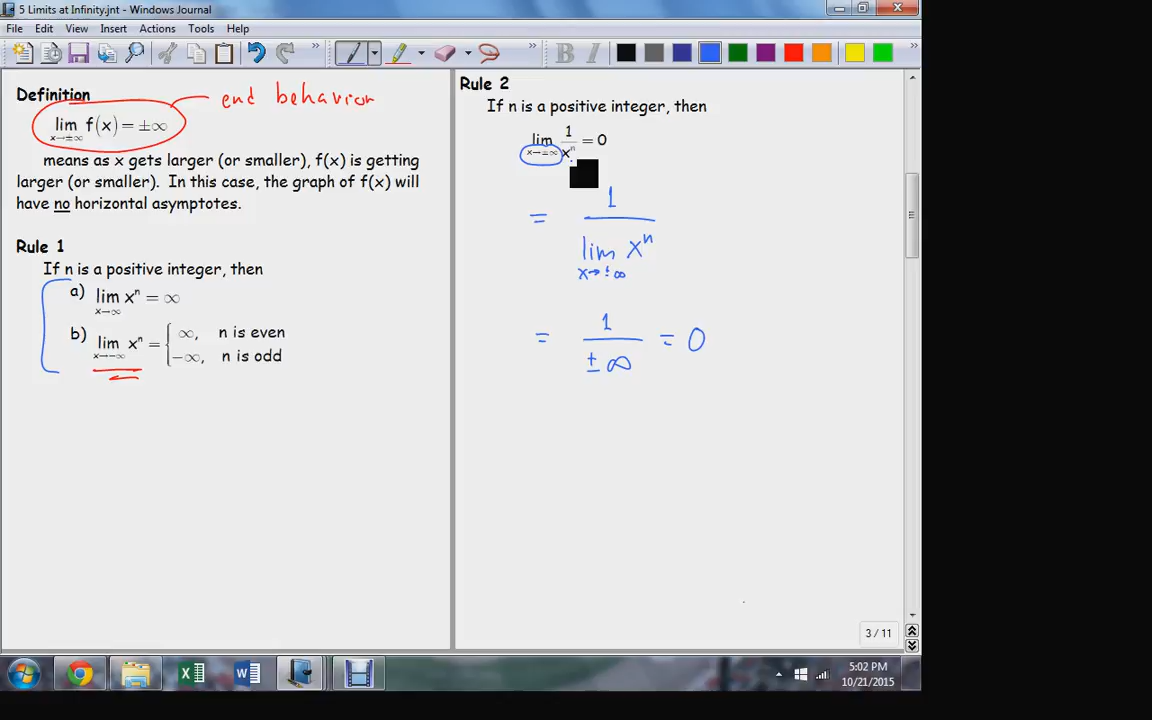 5 Limits at Infinity.jnt - Windows Journal
File Edit View Insert Actions Tools Help
Definition
end behavior
lim f(x) = ±∞
x→±∞
means as x gets larger (or smaller), f(x) is getting
larger (or smaller). In this case, the graph of f(x) will
have no horizontal asymptotes.
Rule 1
If n is a positive integer, then
a) lim xⁿ = ∞
x→∞
b) lim xⁿ = { ∞, n is even
x→-∞ -∞, n is odd
Rule 2
If n is a positive integer, then
lim 1/xⁿ = 0
x→±∞
= 1
lim xⁿ
x→±∞
= 1/±∞ = 0
3 / 11
5:02 PM
10/21/2015